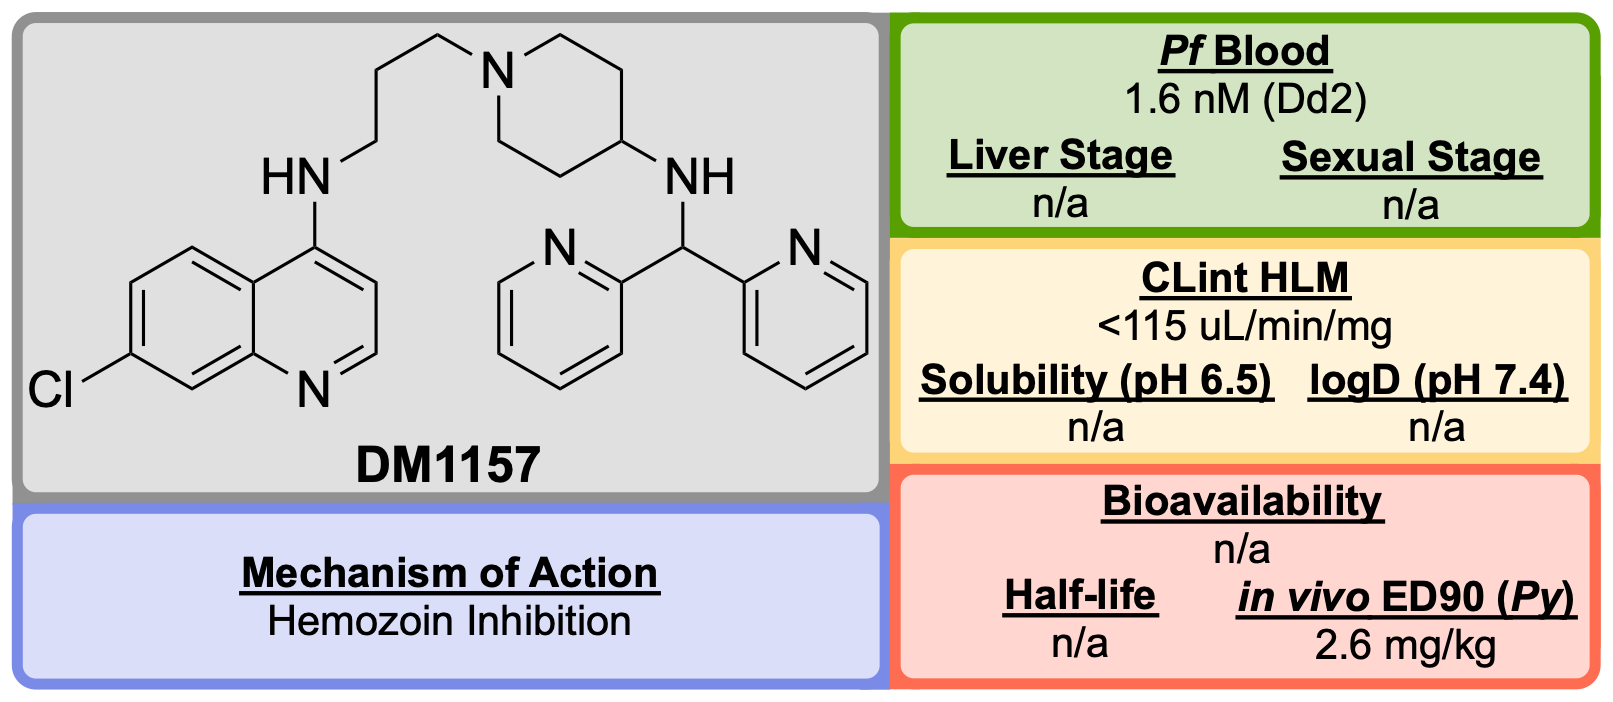 N
HN
NH
N
N
Cl
N
DM1157
Mechanism of Action
Hemozoin Inhibition
Pf Blood
1.6 nM (Dd2)
Liver Stage
n/a
Sexual Stage
n/a
CLint HLM
<115 uL/min/mg
Solubility (pH 6.5)
n/a
logD (pH 7.4)
n/a
Bioavailability
n/a
Half-life
n/a
in vivo ED90 (Py)
2.6 mg/kg